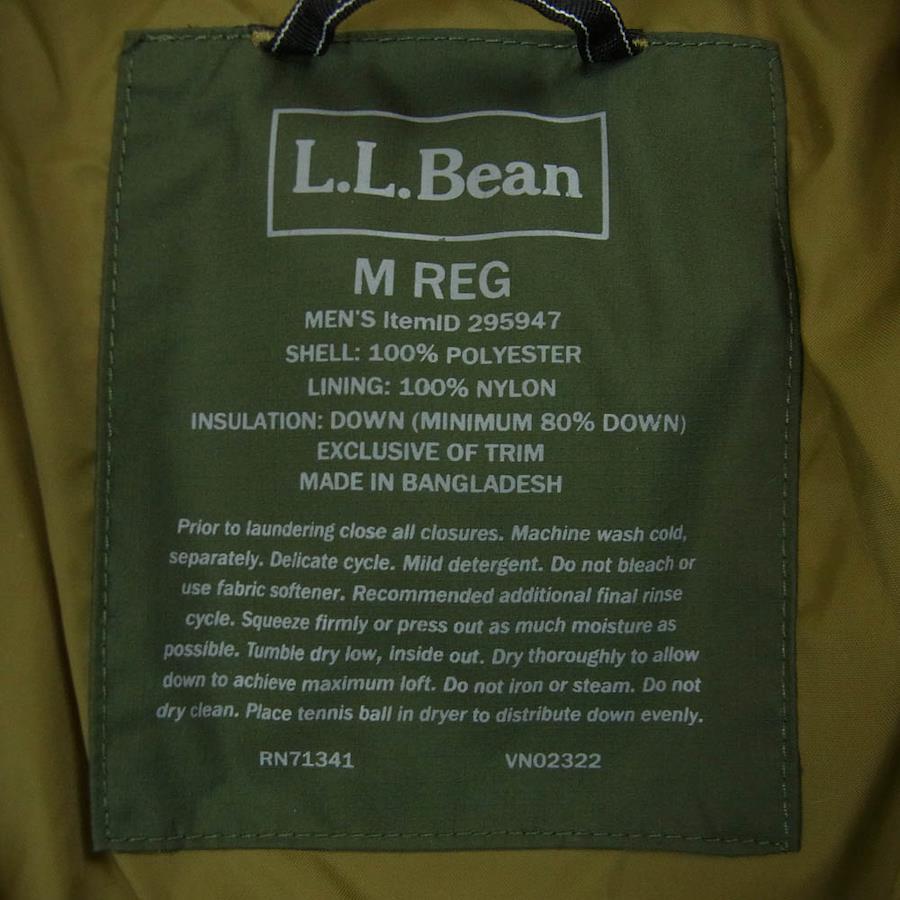 L.L.Bean
M REG
MEN'S ItemID 295947
SHELL: 100% POLYESTER
LINING: 100% NYLON
INSULATION: DOWN (MINIMUM 80% DOWN)
EXCLUSIVE OF TRIM
MADE IN BANGLADESH
Prior to laundering close all closures. Machine wash cold,
separately. Delicate cycle. Mild detergent. Do not bleach or
use fabric softener. Recommended additional final rinse
cycle. Squeeze firmly or press out as much moisture as
possible. Tumble dry low, inside out. Dry thoroughly to allow
down to achieve maximum loft. Do not iron or steam. Do not
dry clean. Place tennis ball in dryer to distribute down evenly.
RN71341 VN02322